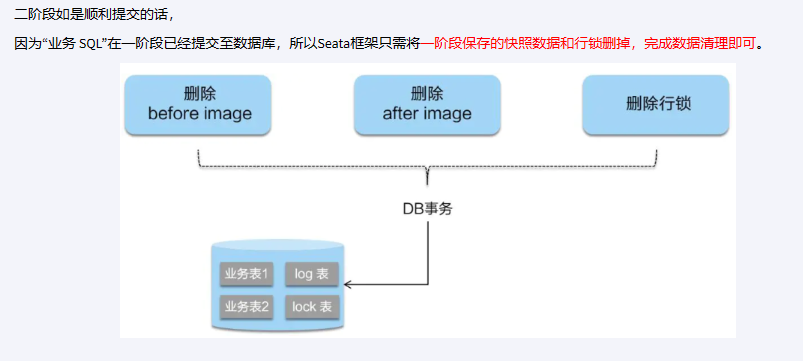 二阶段如是顺利提交的话，
因为“业务 SQL”在一阶段已经提交至数据库，所以Seata框架只需将一阶段保存的快照数据和行锁删掉，完成数据清理即可。
删除
before image
删除
after image
删除行锁
DB事务
业务表1
log 表
业务表2
lock 表